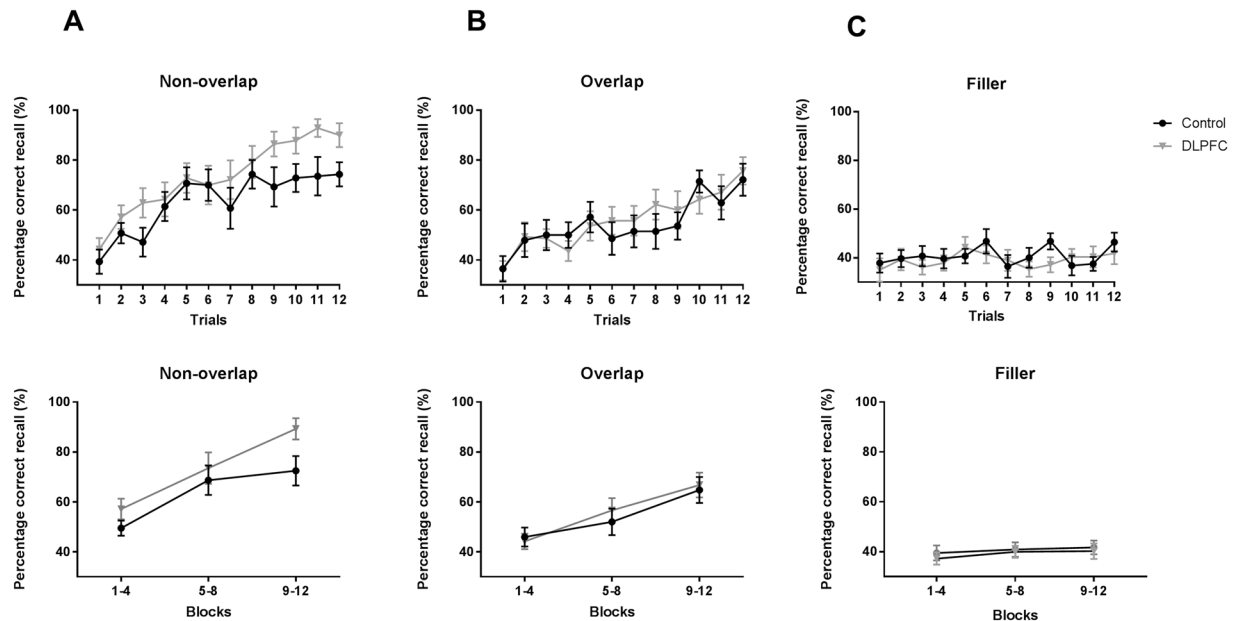 A
B
C
Non-overlap
Percentage correct recall (%)
100
80
60
40
1 2 3 4 5 6 7 8 9 10 11 12
Trials
Overlap
Percentage correct recall (%)
100
80
60
40
1 2 3 4 5 6 7 8 9 10 11 12
Trials
Filler
Percentage correct recall (%)
100
80
60
40
1 2 3 4 5 6 7 8 9 10 11 12
Trials
Control
DLPFC
Non-overlap
Percentage correct recall (%)
100
80
60
40
1-4 5-8 9-12
Blocks
Overlap
Percentage correct recall (%)
100
80
60
40
1-4 5-8 9-12
Blocks
Filler
Percentage correct recall (%)
100
80
60
40
1-4 5-8 9-12
Blocks